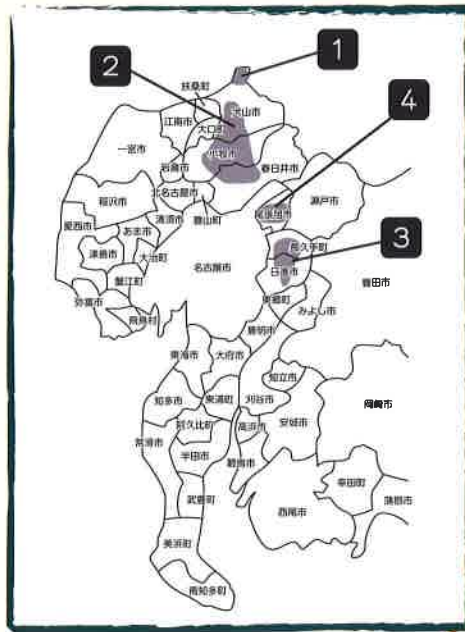 1
2
扶桑町
犬山市
4
江南市
大口町
一宮市
小牧市
岩倉市
春日井市
北名古屋市
瀬戸市
稲沢市
尾張旭市
豊山町
清須市
愛西市
あま市
長久手町
3
津島市
大治町
名古屋市
日進市
蟹江町
豊田市
弥富市
東郷町
みよし市
飛島村
豊明市
東海市
大府市
知立市
岡崎市
知多市
東浦町
刈谷市
阿久比町
高浜市
安城市
常滑市
半田市
碧南市
幸田町
武豊町
西尾市
蒲郡市
美浜町
南知多町